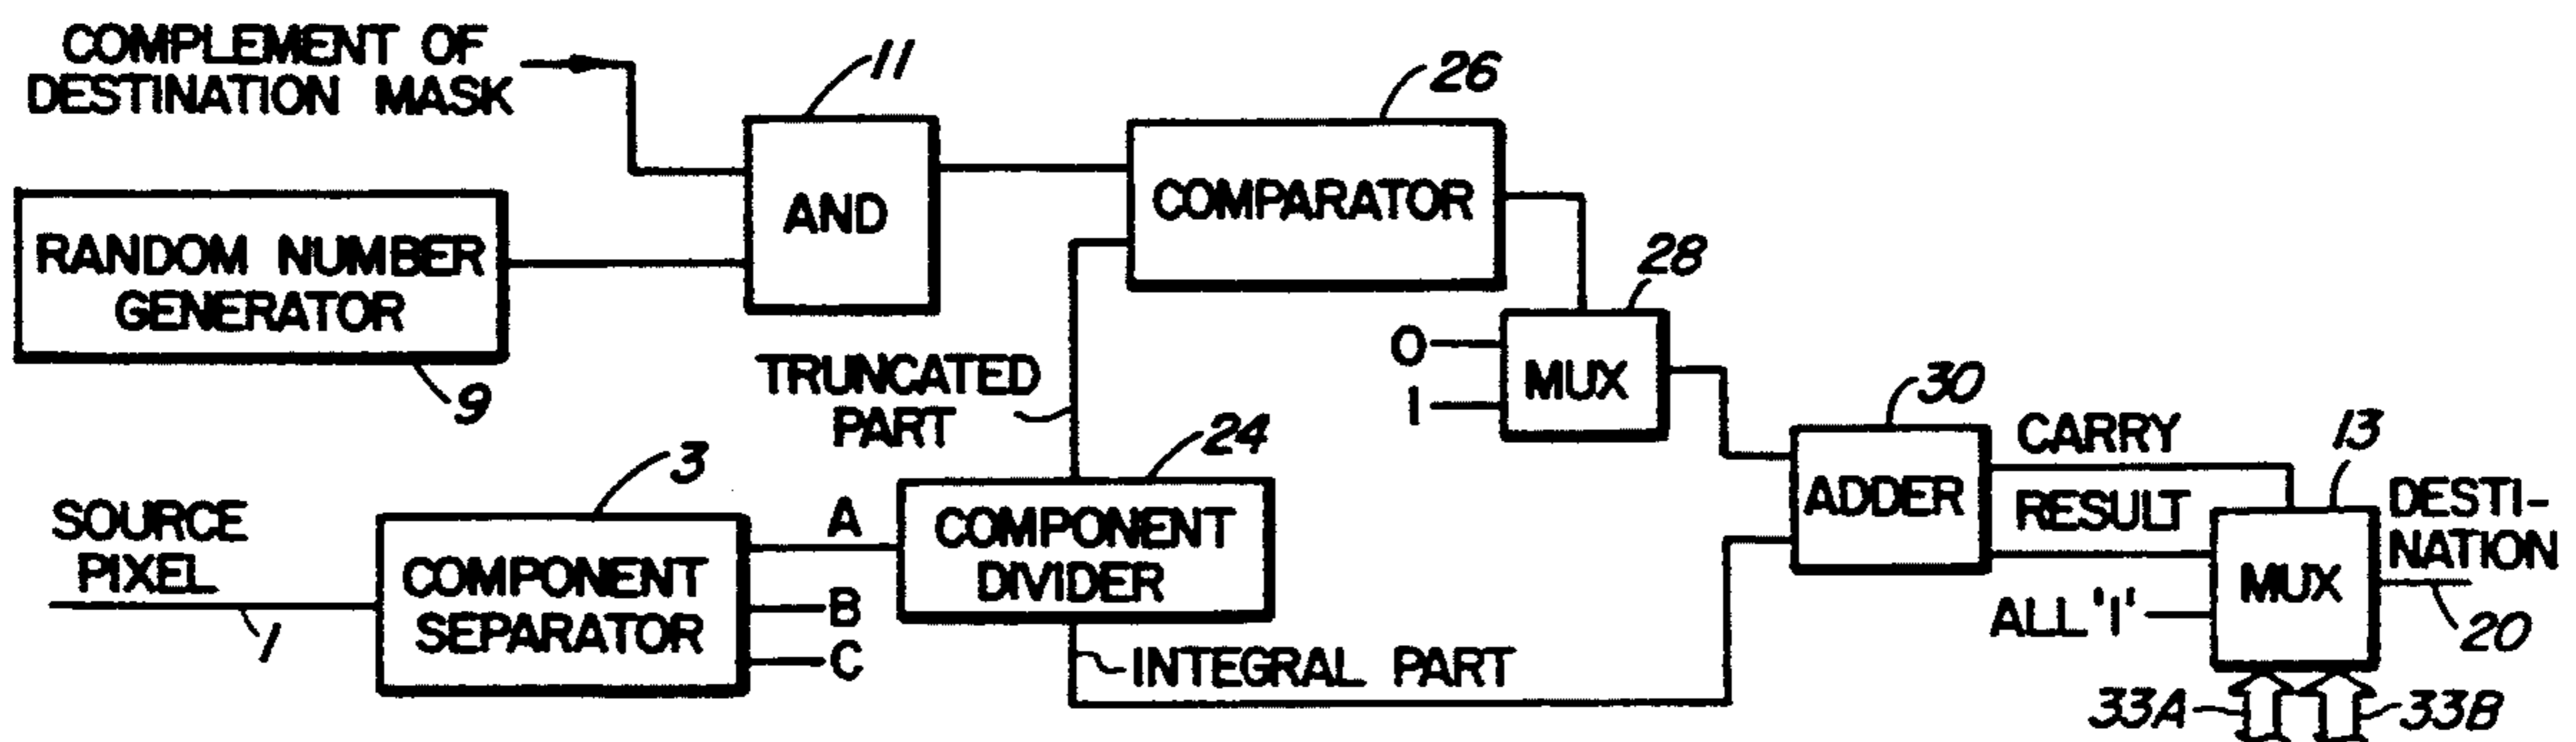 COMPLEMENT OF
DESTINATION MASK
11
26
AND
COMPARATOR
RANDOM NUMBER
GENERATOR
9
28
0
1
MUX
TRUNCATED
PART
30
ADDER
CARRY
RESULT
13
DESTI-
NATION
MUX
ALL '1'
20
33A
33B
SOURCE
PIXEL
1
3
COMPONENT
SEPARATOR
A
B
C
24
COMPONENT
DIVIDER
INTEGRAL PART